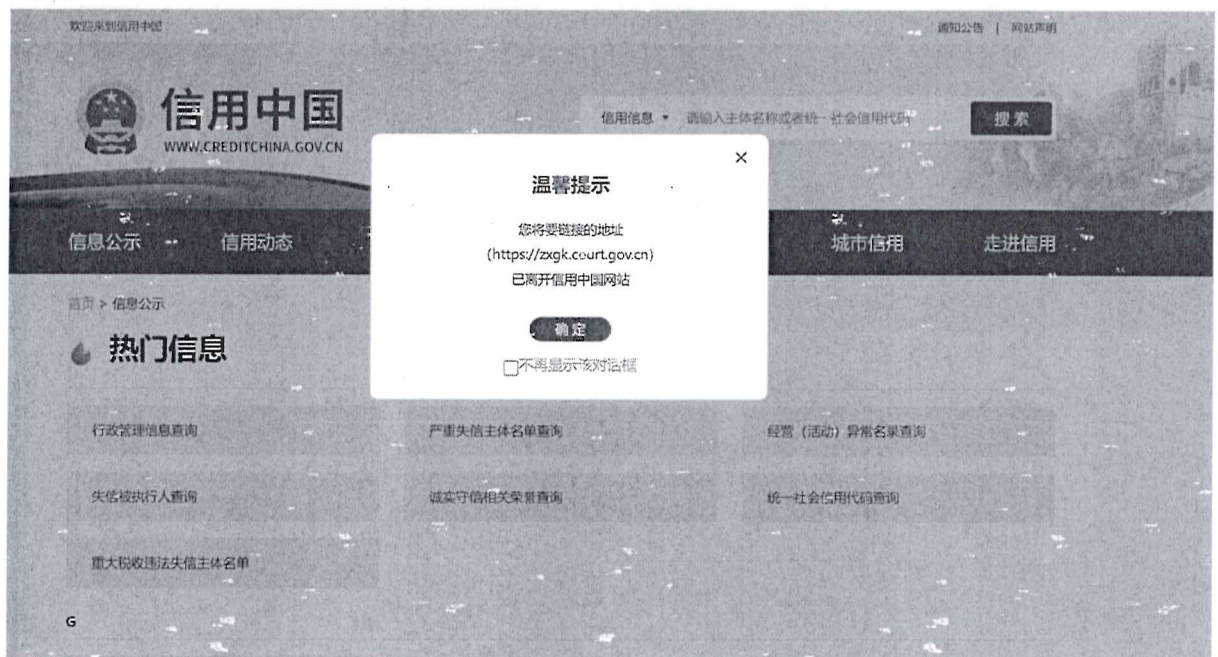 欢迎来到信用中国
通知公告 | 网站声明
信用中国
WWW.CREDITCHINA.GOV.CN
信用信息 请输入主体名称或者统一社会信用代码 搜索
×
温馨提示
您将要链接的地址
(https://zxgk.court.gov.cn)
已离开信用中国网站
确定
不再显示该对话框
信息公示 信用动态 城市信用 走进信用
首页 > 信息公示
热门信息
行政管理信息查询 严重失信主体名单查询 经营（活动）异常名录查询
失信被执行人查询 诚实守信相关荣誉查询 统一社会信用代码查询
重大税收违法失信主体名单
G